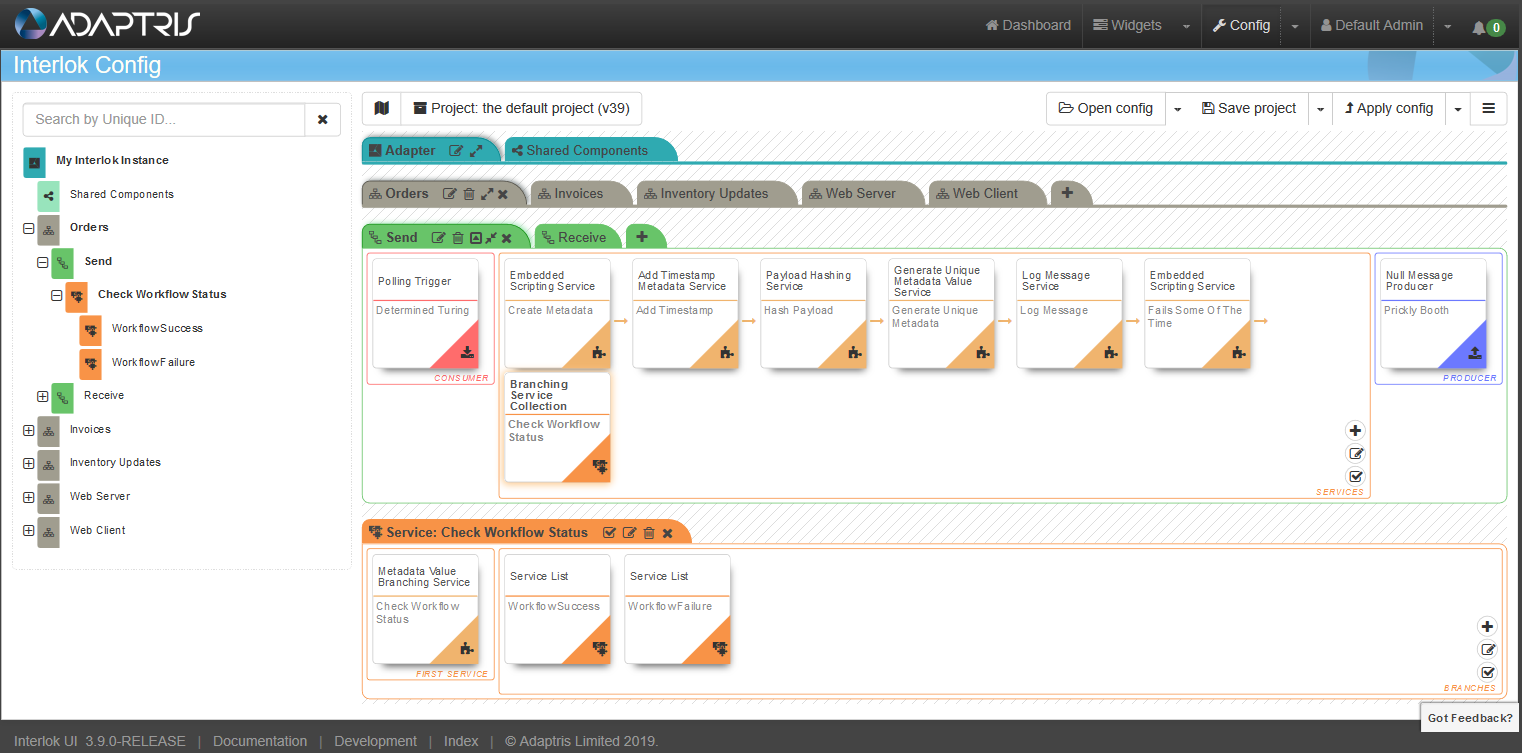 ADAPTRIS
Dashboard
Widgets
Config
Default Admin
0
Interlok Config
Search by Unique ID...
My Interlok Instance
Shared Components
Orders
Send
Check Workflow Status
WorkflowSuccess
WorkflowFailure
Receive
Invoices
Inventory Updates
Web Server
Web Client
Project: the default project (v39)
Open config
Save project
Apply config
Adapter
Shared Components
Orders
Invoices
Inventory Updates
Web Server
Web Client
Send
Receive
Polling Trigger
Determined Turing
CONSUMER
Embedded
Scripting Service
Create Metadata
Add Timestamp
Metadata Service
Add Timestamp
Payload Hashing
Service
Hash Payload
Generate Unique
Metadata Value
Service
Generate Unique
Metadata
Log Message
Service
Log Message
Embedded
Scripting Service
Fails Some Of The
Time
Null Message
Producer
Prickly Booth
PRODUCER
Branching
Service
Collection
Check Workflow
Status
SERVICES
Service: Check Workflow Status
Metadata Value
Branching Service
Check Workflow
Status
FIRST SERVICE
Service List
WorkflowSuccess
Service List
WorkflowFailure
BRANCHES
Got Feedback?
Interlok UI 3.9.0-RELEASE | Documentation | Development | Index | © Adaptris Limited 2019.